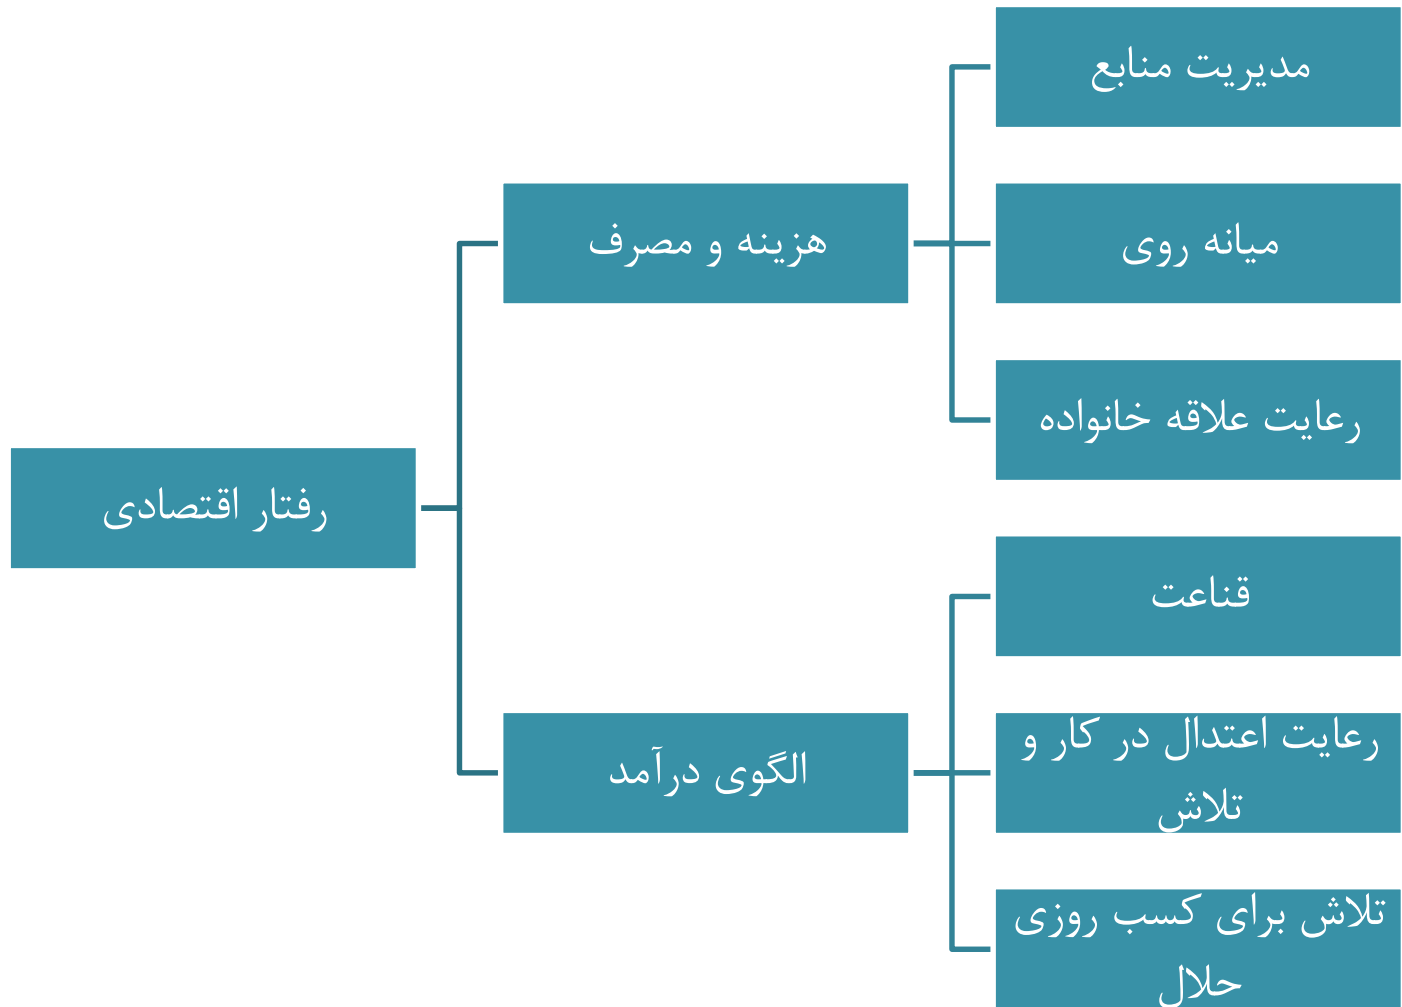 رفتار اقتصادی
هزینه و مصرف
مدیریت منابع
میانه روی
رعایت علاقه خانواده
الگوی درآمد
قناعت
رعایت اعتدال در کار و
تلاش
تلاش برای کسب روزی
حلال